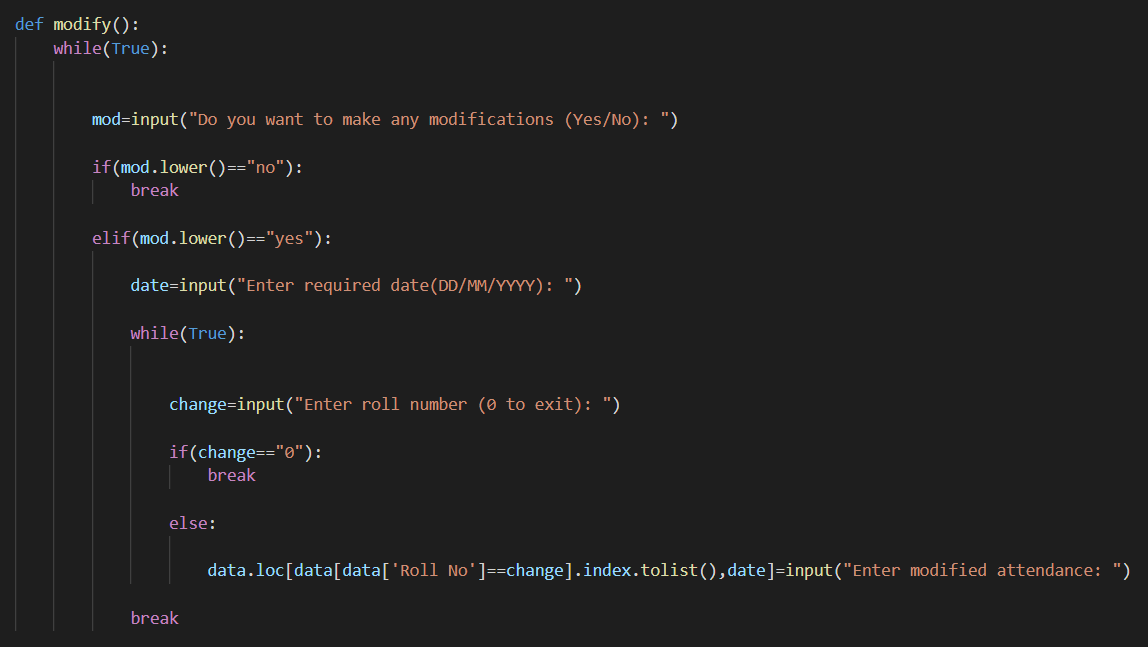 def modify():
    while(True):
        mod=input("Do you want to make any modifications (Yes/No): ")
        if(mod.lower()=="no"):
            break
        elif(mod.lower()=="yes"):
            date=input("Enter required date(DD/MM/YYYY): ")
            while(True):
                change=input("Enter roll number (0 to exit): ")
                if(change=="0"):
                    break
                else:
                    data.loc[data[data['Roll No']==change].index.tolist(),date]=input("Enter modified attendance: ")
            break